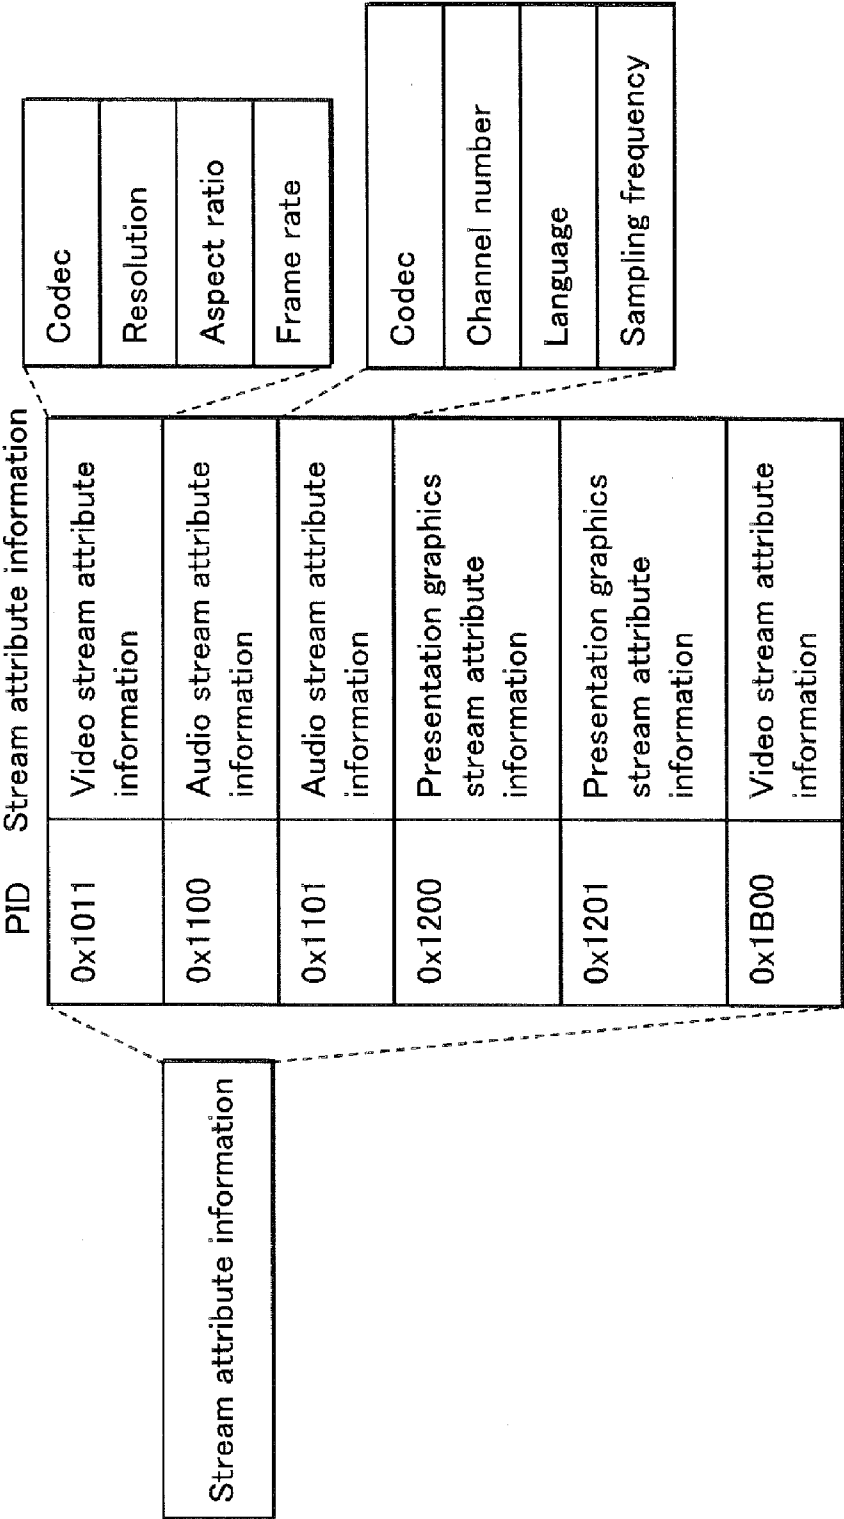 Stream attribute information
PID
Stream attribute information
0x1011
Video stream attribute
information
0x1100
Audio stream attribute
information
0x1101
Audio stream attribute
information
0x1200
Presentation graphics
stream attribute
information
0x1201
Presentation graphics
stream attribute
information
0x1B00
Video stream attribute
information
Codec
Resolution
Aspect ratio
Frame rate
Codec
Channel number
Language
Sampling frequency